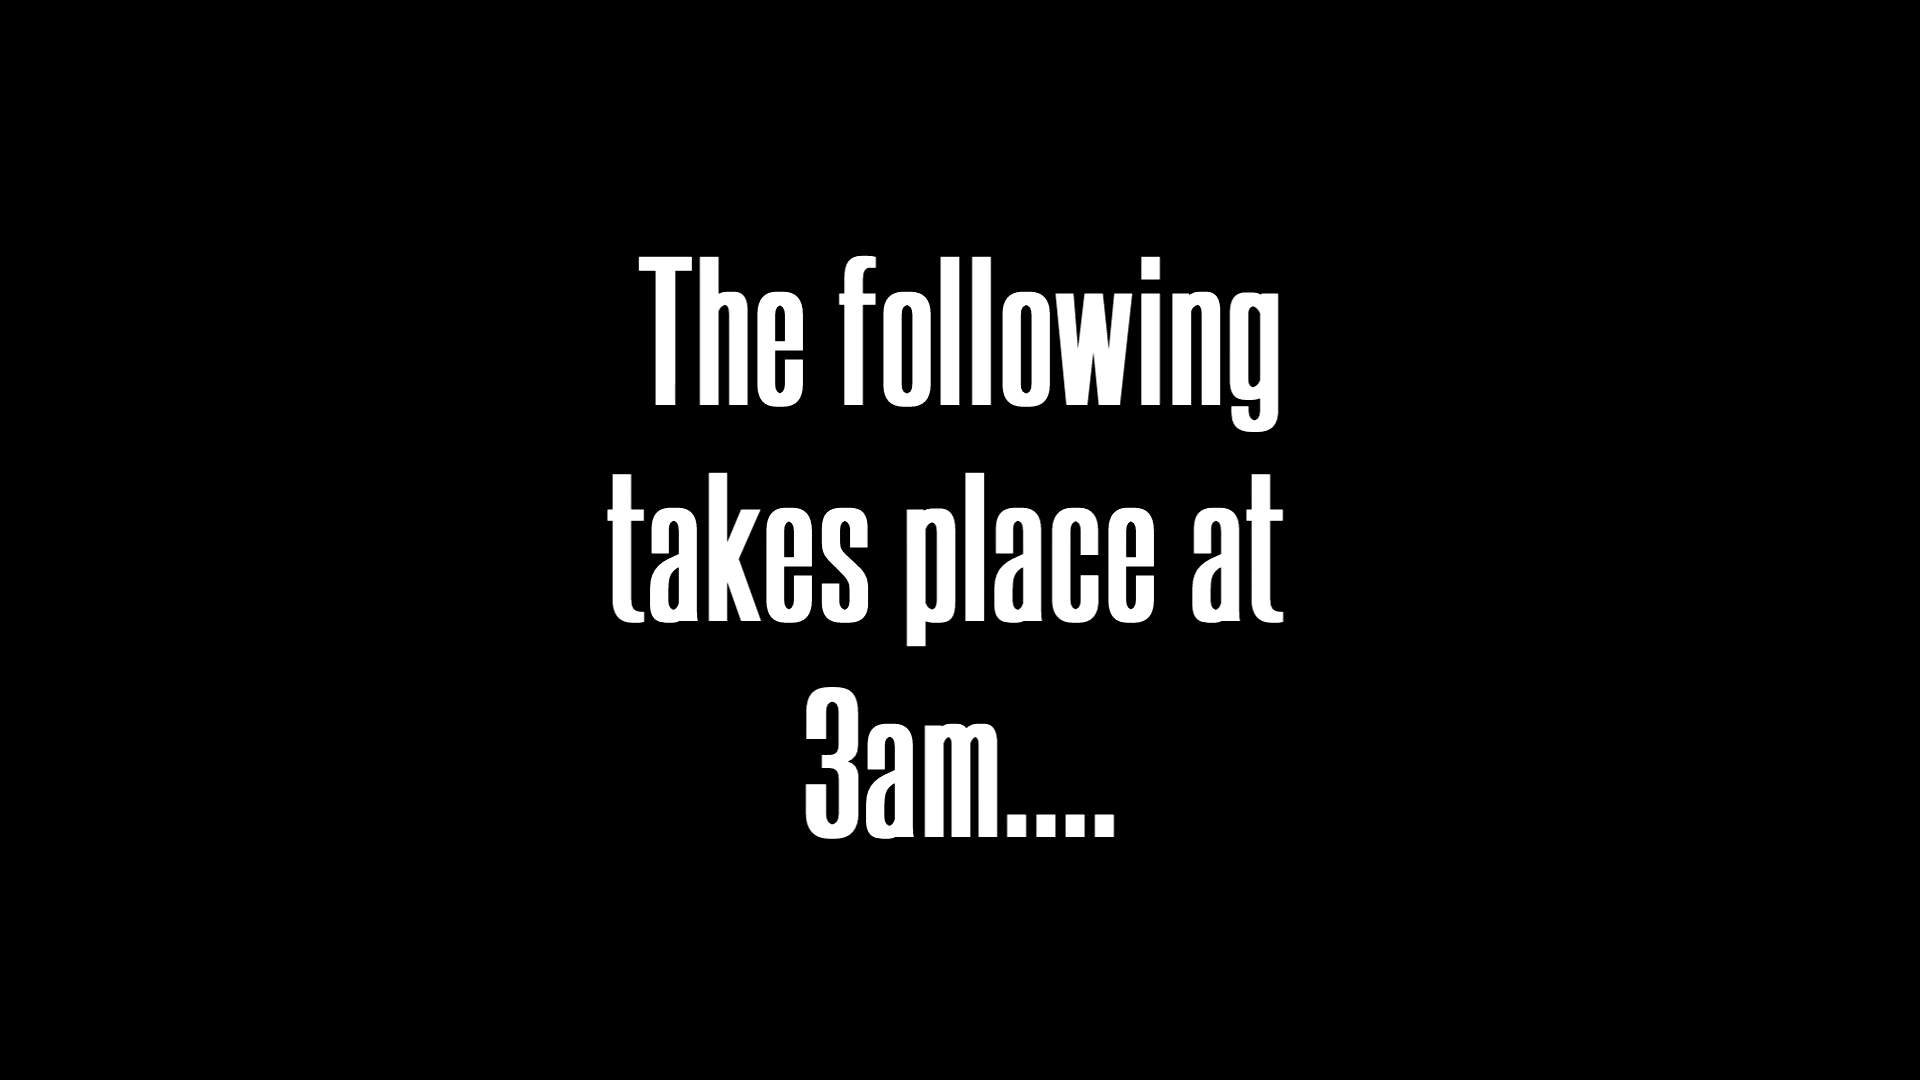 The following
takes place at
3am....